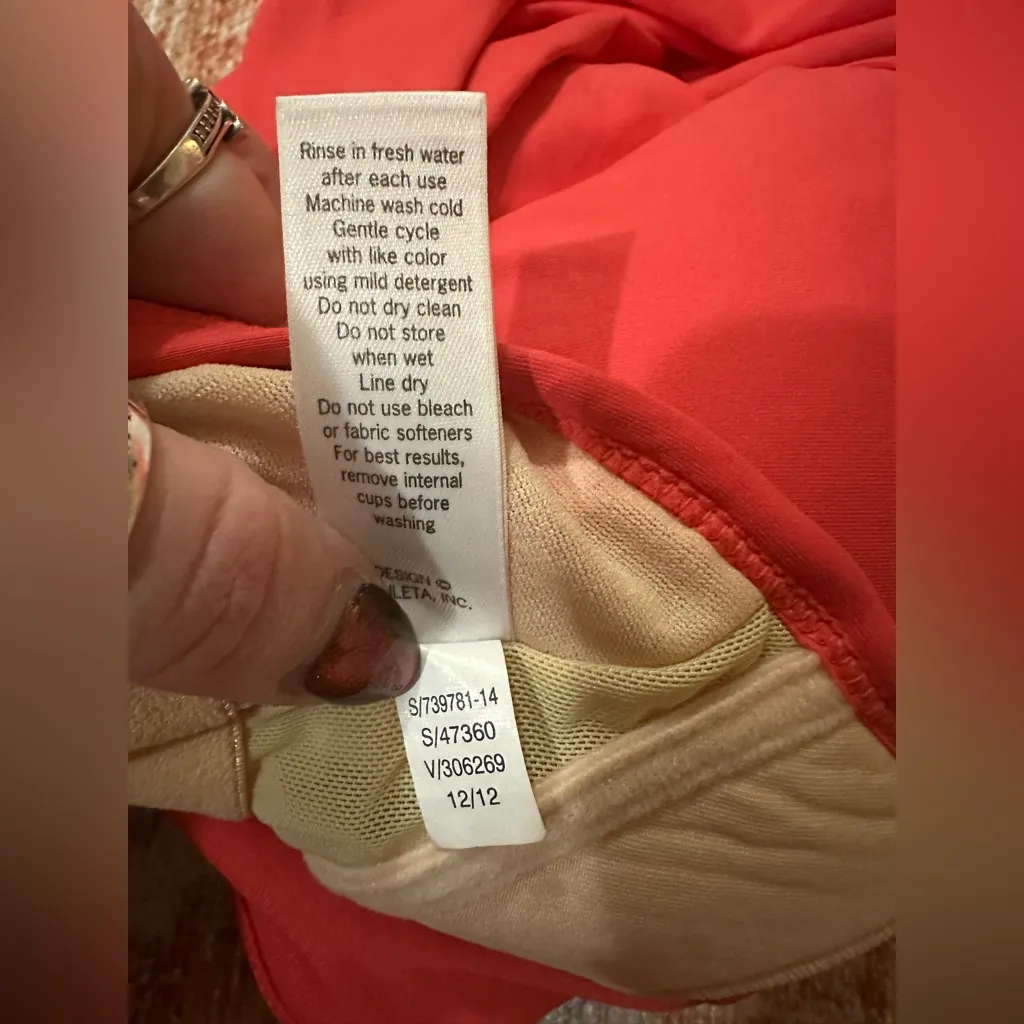 Rinse in fresh water
after each use
Machine wash cold
Gentle cycle
with like color
using mild detergent
Do not dry clean
Do not store
when wet
Line dry
Do not use bleach
or fabric softeners
For best results,
remove internal
cups before
washing
DESIGN ©
INC.
S/739781-14
S/47360
V/306269
12/12